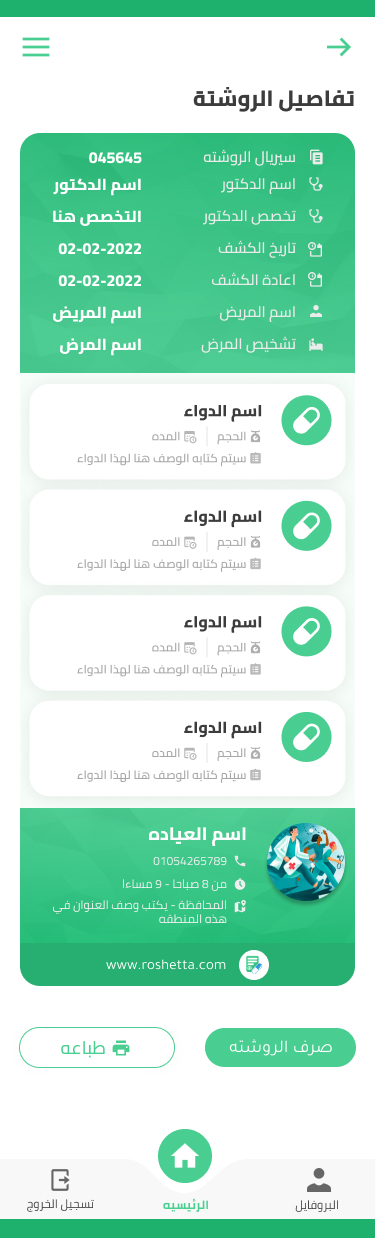 تفاصيل الروشتة
سيريال الروشته 045645
اسم الدكتور اسم الدكتور
تخصص الدكتور التخصص هنا
تاريخ الكشف 02-02-2022
اعادة الكشف 02-02-2022
اسم المريض اسم المريض
تشخيص المرض اسم المرض
اسم الدواء
الحجم المده
سيتم كتابه الوصف هنا لهذا الدواء
اسم الدواء
الحجم المده
سيتم كتابه الوصف هنا لهذا الدواء
اسم الدواء
الحجم المده
سيتم كتابه الوصف هنا لهذا الدواء
اسم الدواء
الحجم المده
سيتم كتابه الوصف هنا لهذا الدواء
اسم العياده
01054265789
من 8 صباحا - 9 مساءا
المحافظة - يكتب وصف العنوان في
هذه المنطقه
www.roshetta.com
صرف الروشته
طباعه
البروفايل
الرئيسيه
تسجيل الخروج